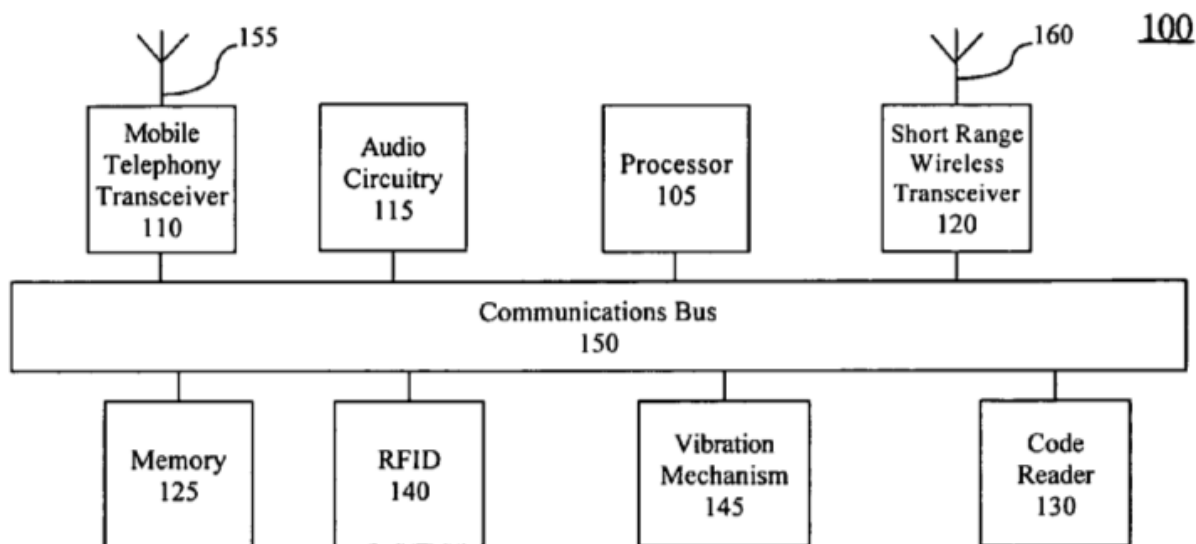 155
160
100
Mobile
Telephony
Transceiver
110
Audio
Circuitry
115
Processor
105
Short Range
Wireless
Transceiver
120
Communications Bus
150
Memory
125
RFID
140
Vibration
Mechanism
145
Code
Reader
130